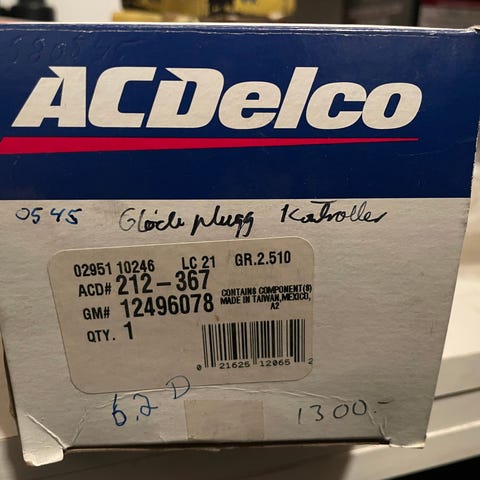 ACDelco
0545 Gløde plugg Kontroller
02951 10246 LC 21 GR.2.510
ACD# 212-367
GM# 12496078
CONTAINS COMPONENT(S)
MADE IN TAIWAN,MEXICO,
A2
QTY. 1
0 21625 12065 2
6.2 D
1300.-